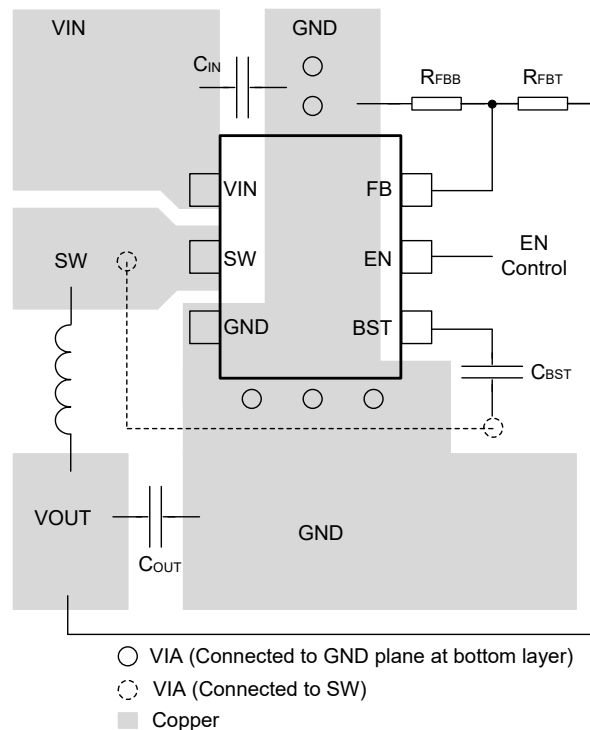 VIN
GND
CIN
RFBB
RFBT
VIN
FB
SW
SW
EN
EN
Control
GND
BST
CBST
VOUT
COUT
GND
VIA (Connected to GND plane at bottom layer)
VIA (Connected to SW)
Copper